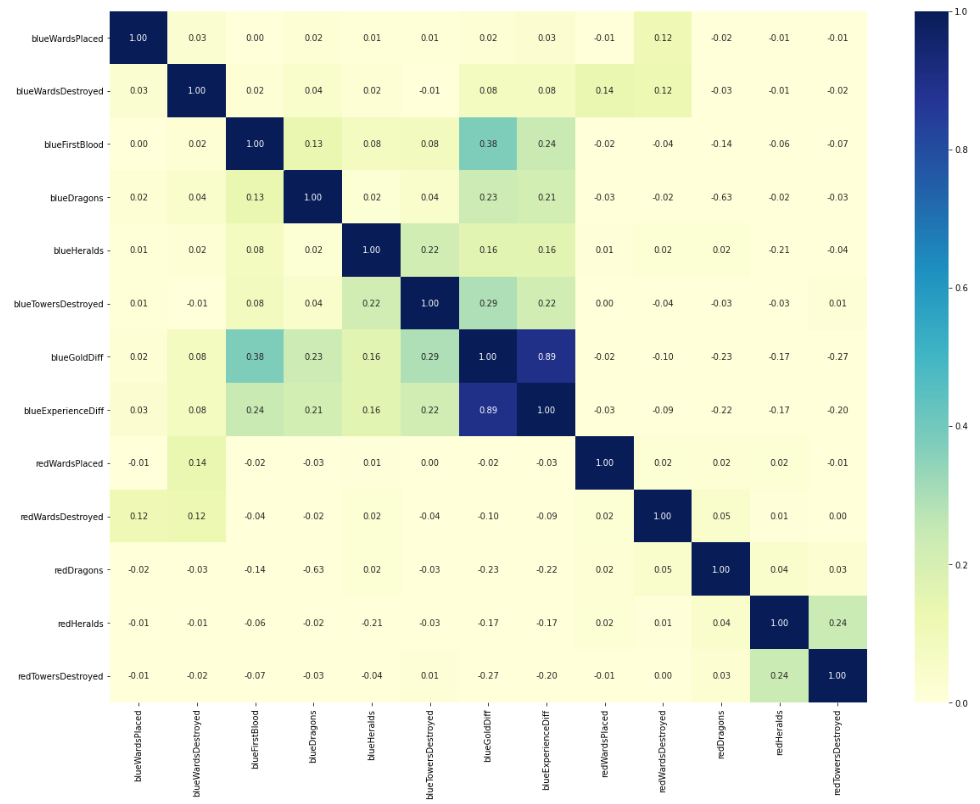 blueWardsPlaced 1.00 0.03 0.00 0.02 0.01 0.01 0.02 0.03 -0.01 0.12 -0.02 -0.01 -0.01
blueWardsDestroyed 0.03 1.00 0.02 0.04 0.02 -0.01 0.08 0.08 0.14 0.12 -0.03 -0.01 -0.02
blueFirstBlood 0.00 0.02 1.00 0.13 0.08 0.08 0.38 0.24 -0.02 -0.04 -0.14 -0.06 -0.07
blueDragons 0.02 0.04 0.13 1.00 0.02 0.04 0.23 0.21 -0.03 -0.02 -0.63 -0.02 -0.03
blueHeralds 0.01 0.02 0.08 0.02 1.00 0.22 0.16 0.16 0.01 0.02 0.02 -0.21 -0.04
blueTowersDestroyed 0.01 -0.01 0.08 0.04 0.22 1.00 0.29 0.22 0.00 -0.04 -0.03 -0.03 0.01
blueGoldDiff 0.02 0.08 0.38 0.23 0.16 0.29 1.00 0.89 -0.02 -0.10 -0.23 -0.17 -0.27
blueExperienceDiff 0.03 0.08 0.24 0.21 0.16 0.22 0.89 1.00 -0.03 -0.09 -0.22 -0.17 -0.20
redWardsPlaced -0.01 0.14 -0.02 -0.03 0.01 0.00 -0.02 -0.03 1.00 0.02 0.02 0.02 -0.01
redWardsDestroyed 0.12 0.12 -0.04 -0.02 0.02 -0.04 -0.10 -0.09 0.02 1.00 0.05 0.01 0.00
redDragons -0.02 -0.03 -0.14 -0.63 0.02 -0.03 -0.23 -0.22 0.02 0.05 1.00 0.04 0.03
redHeralds -0.01 -0.01 -0.06 -0.02 -0.21 -0.03 -0.17 -0.17 0.02 0.01 0.04 1.00 0.24
redTowersDestroyed -0.01 -0.02 -0.07 -0.03 -0.04 0.01 -0.27 -0.20 -0.01 0.00 0.03 0.24 1.00
blueWardsPlaced
blueWardsDestroyed
blueFirstBlood
blueDragons
blueHeralds
blueTowersDestroyed
blueGoldDiff
blueExperienceDiff
redWardsPlaced
redWardsDestroyed
redDragons
redHeralds
redTowersDestroyed
1.0
0.8
0.6
0.4
0.2
0.0